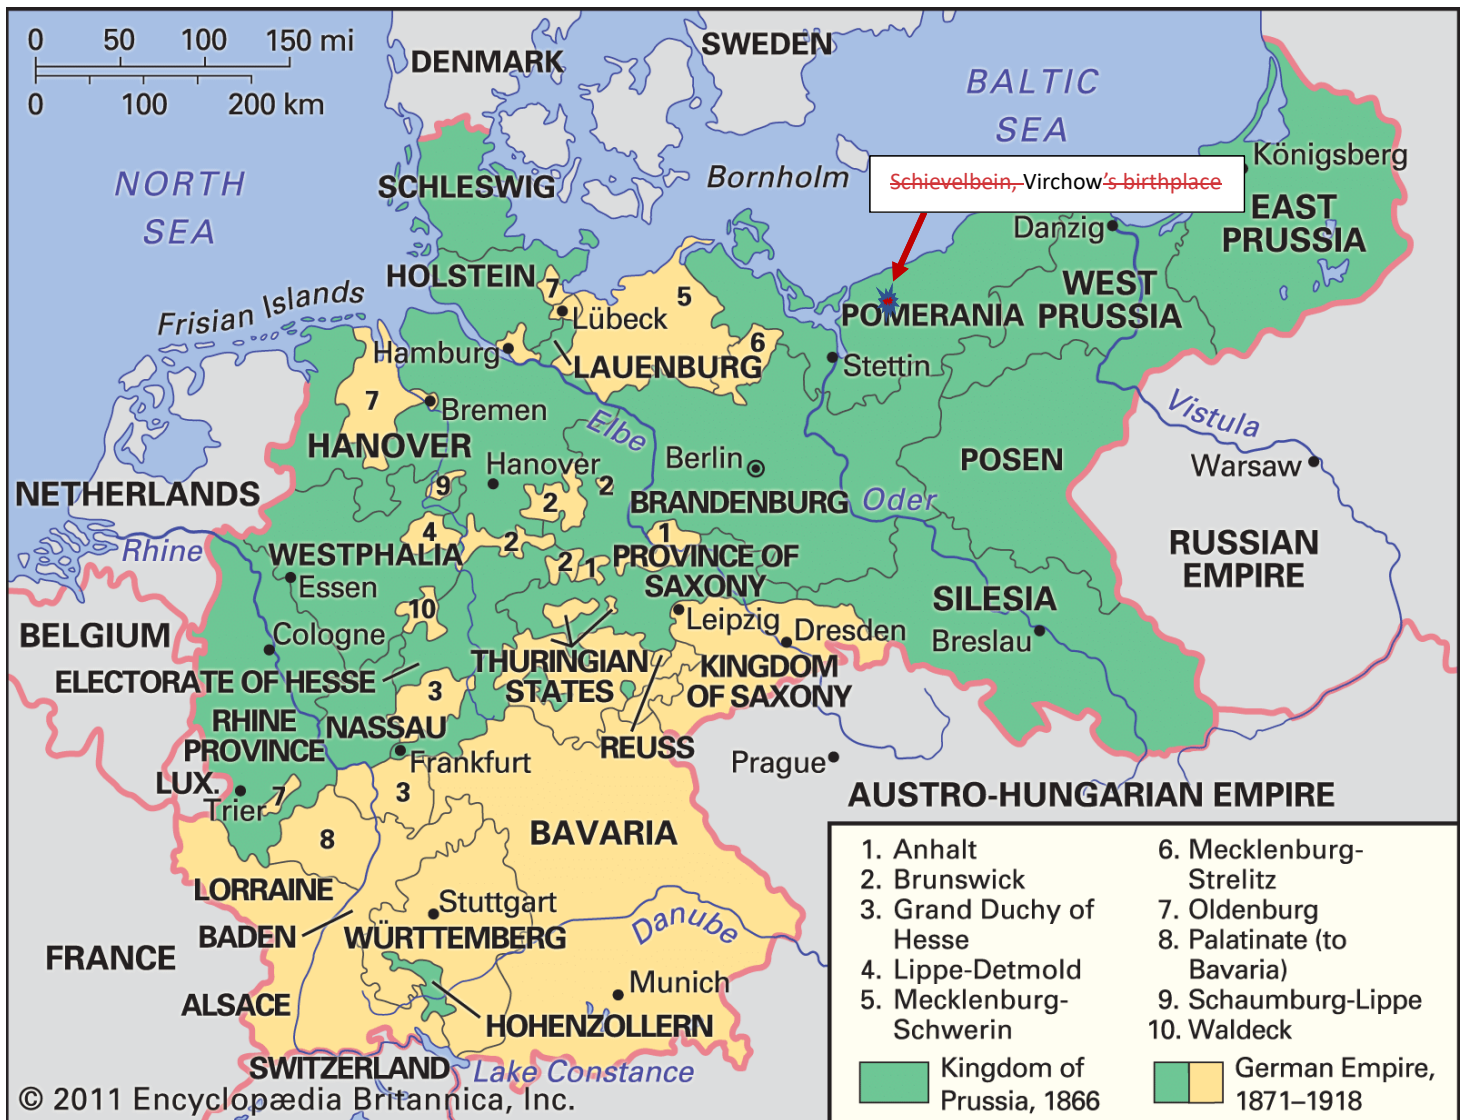 0 50 100 150 mi
0 100 200 km
DENMARK
SWEDEN
BALTIC
SEA
NORTH
SEA
Bornholm
Schievelbein, Virchow's birthplace
Königsberg
EAST
PRUSSIA
SCHLESWIG
Danzig
HOLSTEIN
7
5
WEST
PRUSSIA
Frisian Islands
Lübeck
POMERANIA
6
Hamburg
LAUENBURG
Stettin
7
Bremen
Elbe
Vistula
HANOVER
Hanover
Berlin
POSEN
Warsaw
NETHERLANDS
9
2
2
BRANDENBURG
Oder
Rhine
4
WESTPHALIA
2
1
PROVINCE OF
SAXONY
RUSSIAN
EMPIRE
Essen
2
1
10
SILESIA
Leipzig
Dresden
Breslau
BELGIUM
Cologne
ELECTORATE OF HESSE
THURINGIAN
STATES
KINGDOM
OF SAXONY
3
RHINE
PROVINCE
NASSAU
REUSS
Frankfurt
Prague
LUX.
Trier
7
3
AUSTRO-HUNGARIAN EMPIRE
8
BAVARIA
LORRAINE
Stuttgart
BADEN
WÜRTTEMBERG
Danube
FRANCE
Munich
ALSACE
HOHENZOLLERN
SWITZERLAND
Lake Constance
© 2011 Encyclopædia Britannica, Inc.
1. Anhalt
2. Brunswick
3. Grand Duchy of
Hesse
4. Lippe-Detmold
5. Mecklenburg-
Schwerin
6. Mecklenburg-
Strelitz
7. Oldenburg
8. Palatinate (to
Bavaria)
9. Schaumburg-Lippe
10. Waldeck
Kingdom of
Prussia, 1866
German Empire,
1871–1918